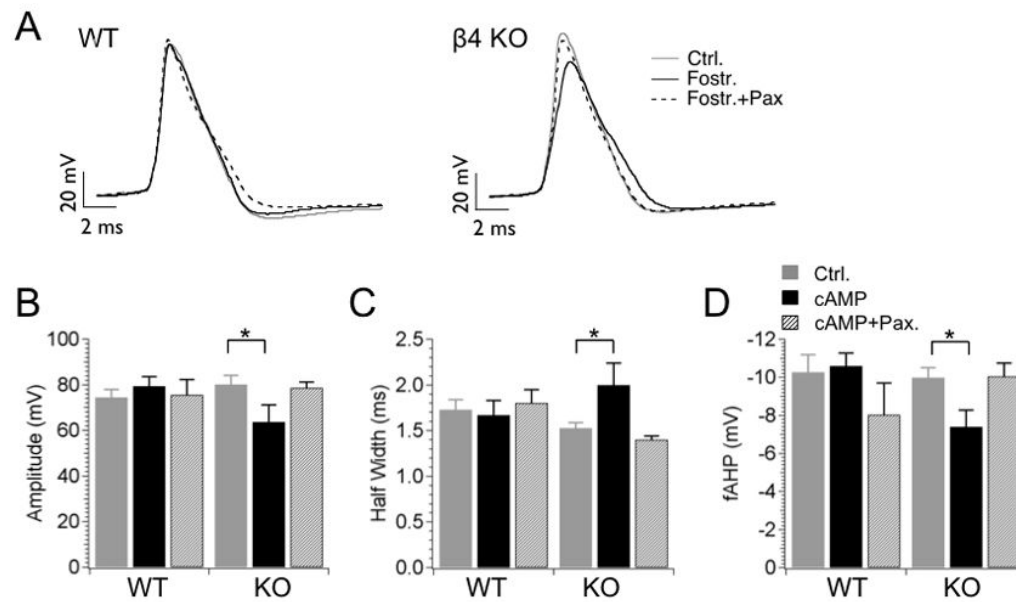 A
WT
β4 KO
Ctrl.
Fostr.
Fostr.+Pax
20 mV
2 ms
20 mV
2 ms
Ctrl.
cAMP
cAMP+Pax.
B
Amplitude (mV)
100
80
60
40
20
0
*
WT
KO
C
Half Width (ms)
2.5
2.0
1.5
1.0
0.5
0.0
*
WT
KO
D
fAHP (mV)
-12
-10
-8
-6
-4
-2
0
*
WT
KO